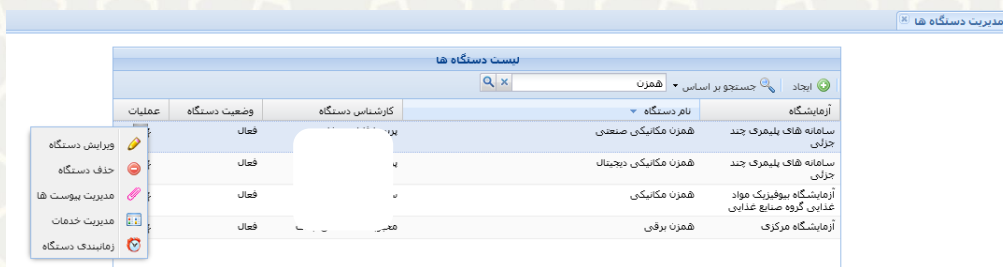 مدیریت دستگاه ها
لیست دستگاه ها
ایجاد
جستجو بر اساس
همزن
آزمایشگاه
نام دستگاه
کارشناس دستگاه
وضعیت دستگاه
عملیات
سامانه های پلیمری چند جزئی
همزن مکانیکی صنعتی
فعال
سامانه های پلیمری چند جزئی
همزن مکانیکی دیجیتال
فعال
آزمایشگاه بیوفیزیک مواد غذایی گروه صنایع غذایی
همزن مکانیکی
فعال
آزمایشگاه مرکزی
همزن برقی
فعال
ویرایش دستگاه
حذف دستگاه
مدیریت پیوست ها
مدیریت خدمات
زمانبندی دستگاه